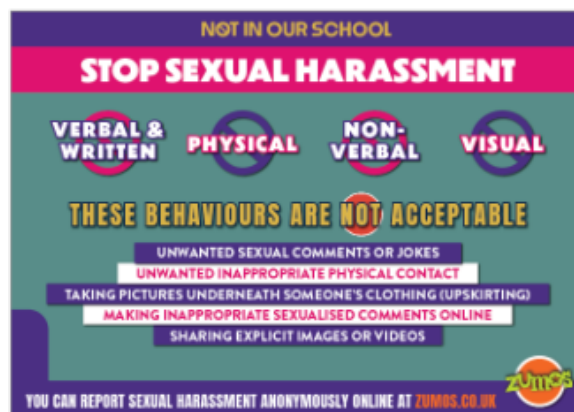 NOT IN OUR SCHOOL
STOP SEXUAL HARASSMENT
VERBAL &
WRITTEN
PHYSICAL
NON-
VERBAL
VISUAL
THESE BEHAVIOURS ARE NOT ACCEPTABLE
UNWANTED SEXUAL COMMENTS OR JOKES
UNWANTED INAPPROPRIATE PHYSICAL CONTACT
TAKING PICTURES UNDERNEATH SOMEONE'S CLOTHING (UPSKIRTING)
MAKING INAPPROPRIATE SEXUALISED COMMENTS ONLINE
SHARING EXPLICIT IMAGES OR VIDEOS
YOU CAN REPORT SEXUAL HARASSMENT ANONYMOUSLY ONLINE AT ZUMOS.CO.UK
ZUMOS